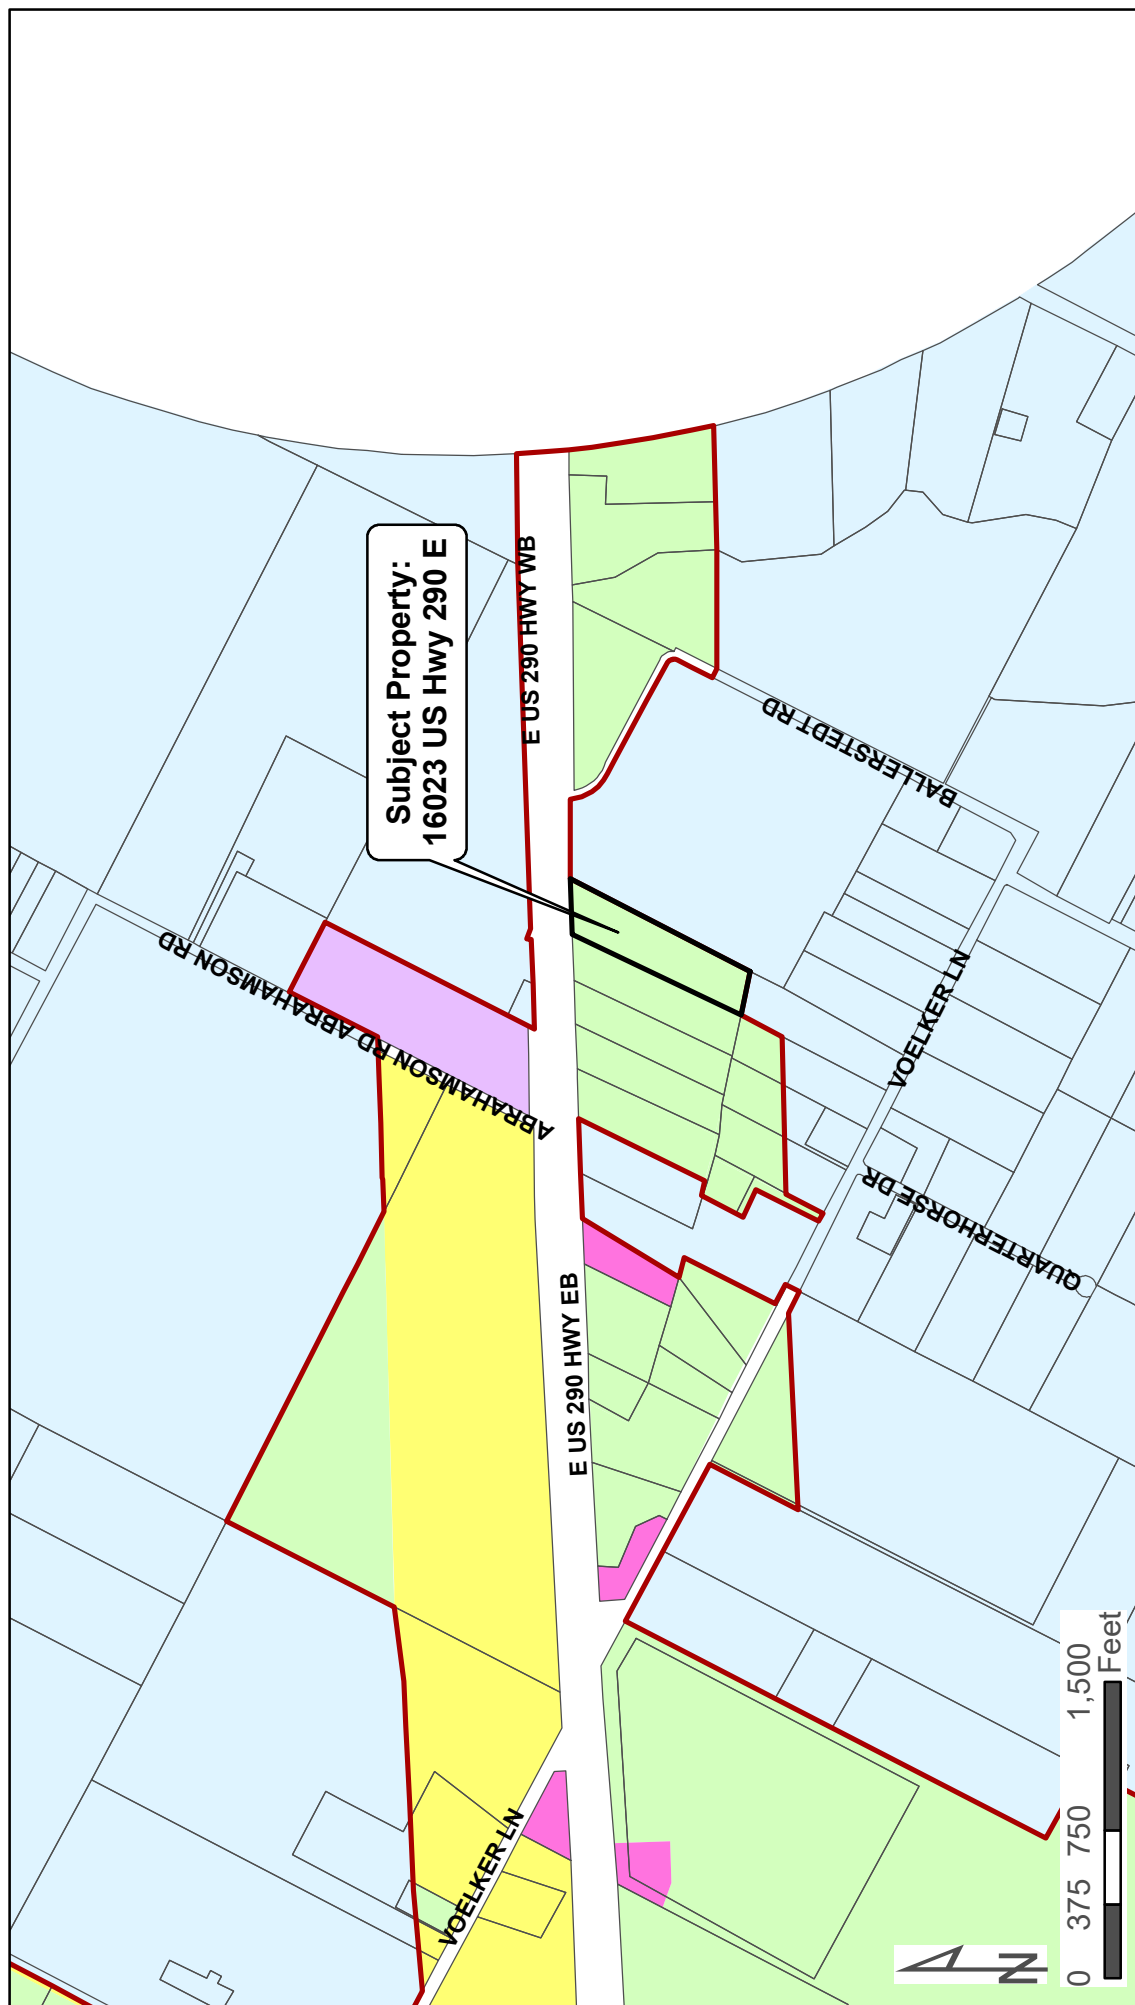 Subject Property:
16023 US Hwy 290 E
ABRAHAMSON RD
ABRAHAMSON RD
E US 290 HWY WB
E US 290 HWY EB
BALLERSTEDT RD
VOELKER LN
QUARTERHORSE DR
VOELKER LN
N
0 375 750 1,500
Feet